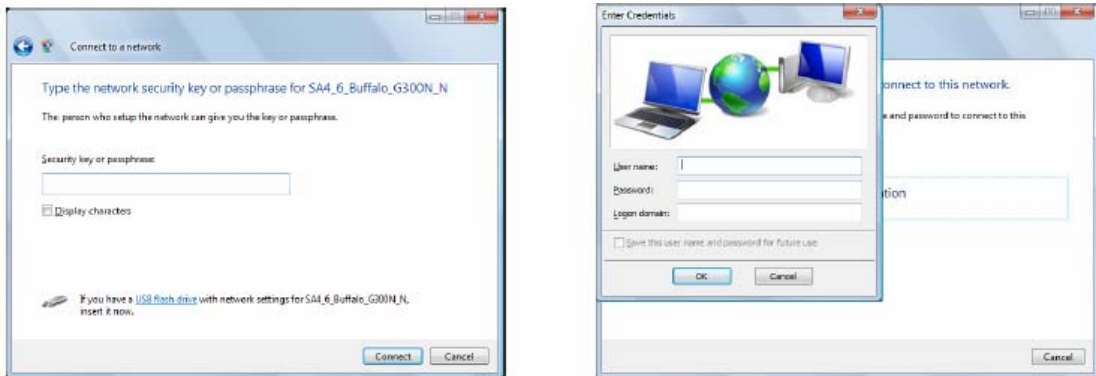 Connect to a network
Type the network security key or passphrase for SA4_6_Buffalo_G300N_N
The person who setup the network can give you the key or passphrase.
Security key or passphrase:
Display characters
If you have a USB flash drive with network settings for SA4_6_Buffalo_G300N_N,
insert it now.
Connect
Cancel
Enter Credentials
onnect to this network.
e and password to connect to this
User name:
Password:
Logon domain:
ation
Save this user name and password for future use
OK
Cancel
Cancel